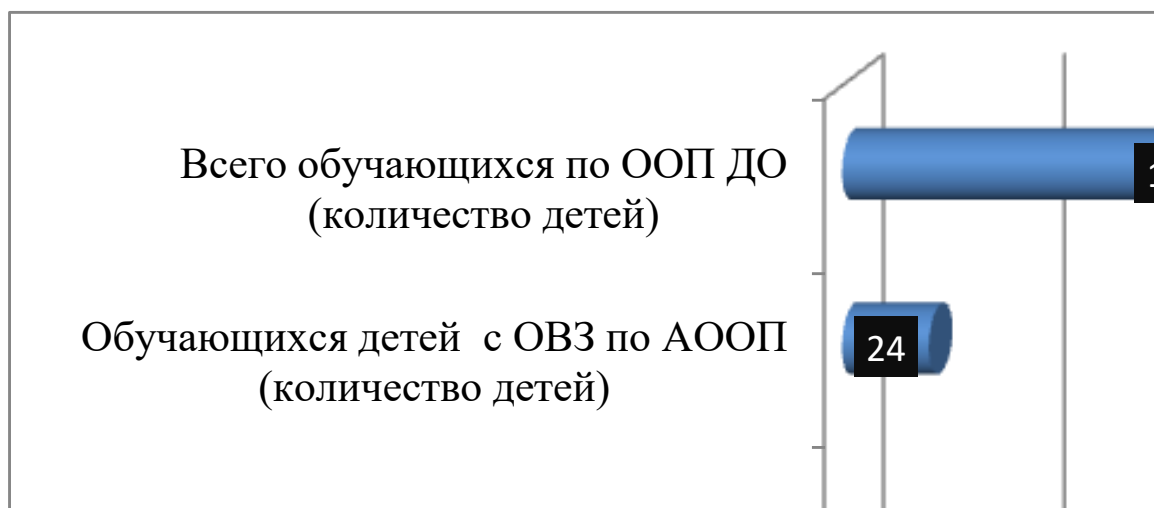 Всего обучающихся по ООП ДО
(количество детей)
Обучающихся детей с ОВЗ по АООП
(количество детей)
24